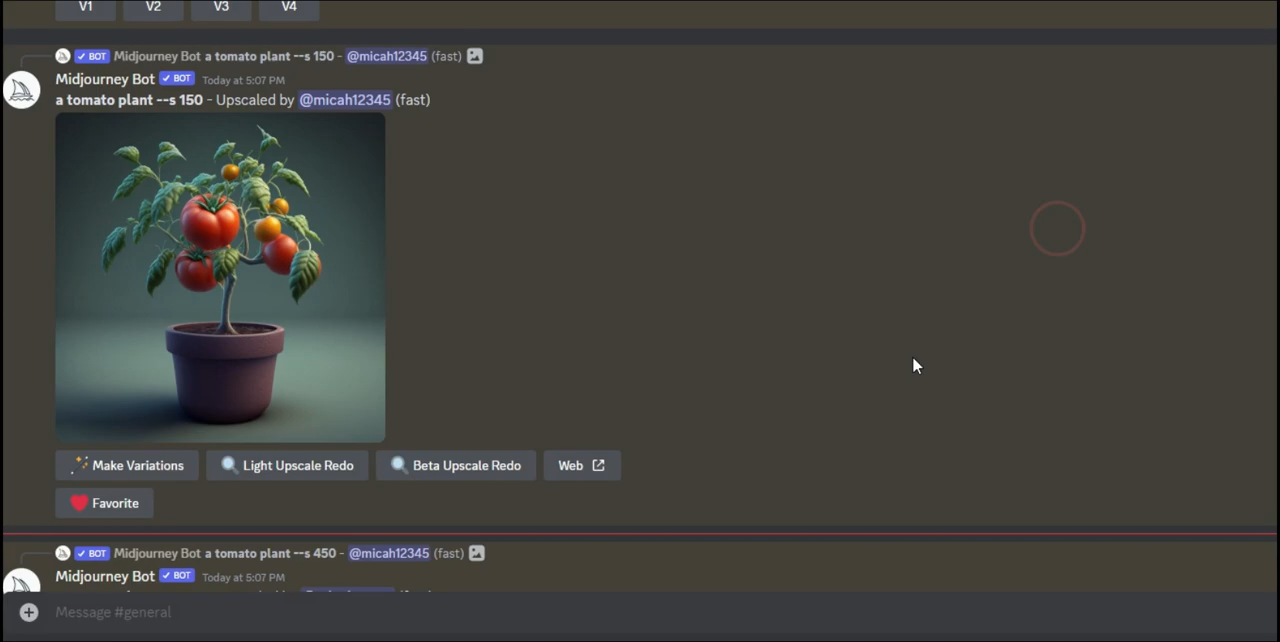 V1 V2 V3 V4
BOT Midjourney Bot a tomato plant --s 150 - @micah12345 (fast)
Midjourney Bot BOT Today at 5:07 PM
a tomato plant --s 150 - Upscaled by @micah12345 (fast)
Make Variations Light Upscale Redo Beta Upscale Redo Web
Favorite
BOT Midjourney Bot a tomato plant --s 450 - @micah12345 (fast)
Midjourney Bot BOT Today at 5:07 PM
Message #general